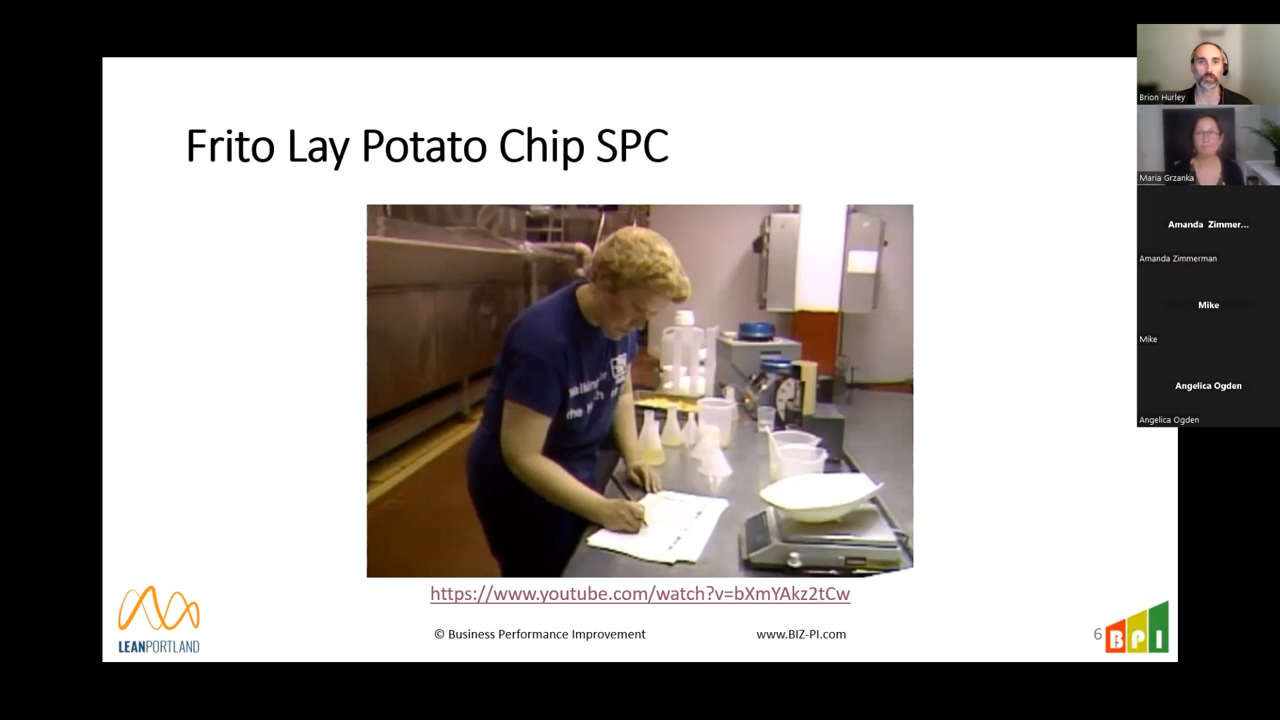 Frito Lay Potato Chip SPC
https://www.youtube.com/watch?v=bXmYAkz2tCw
© Business Performance Improvement
www.BIZ-PI.com
6
LEANPORTLAND
BPI
Brion Hurley
Maria Grzanka
Amanda Zimmer...
Amanda Zimmerman
Mike
Mike
Angelica Ogden
Angelica Ogden